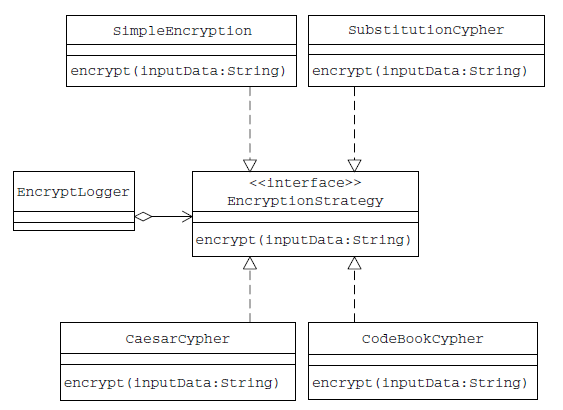 SimpleEncryption
encrypt(inputData:String)
SubstitutionCypher
encrypt(inputData:String)
EncryptLogger
<<interface>>
EncryptionStrategy
encrypt(inputData:String)
CaesarCypher
encrypt(inputData:String)
CodeBookCypher
encrypt(inputData:String)